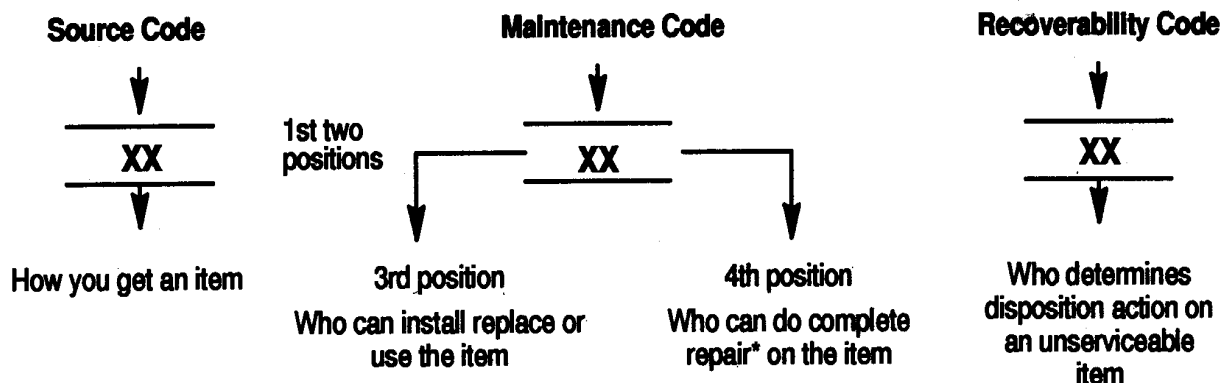 Source Code
Maintenance Code
Recoverability Code
XX
1st two
positions
XX
XX
How you get an item
3rd position
Who can install replace or
use the item
4th position
Who can do complete
repair* on the item
Who determines
disposition action on
an unserviceable
item